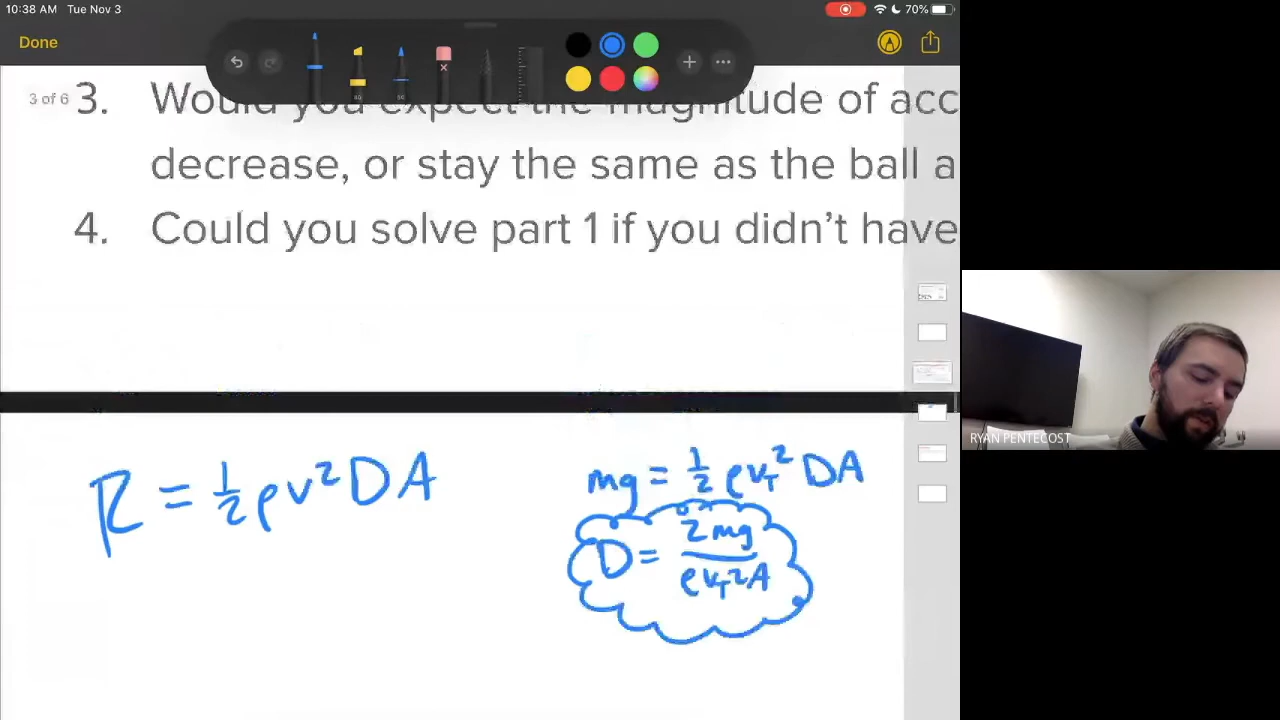 10:38 AM Tue Nov 3
70%
Done
3 of 6
3. Would you expect the magnitude of acc
decrease, or stay the same as the ball a
4. Could you solve part 1 if you didn't have
R = ½ρv²DA
mg = ½ρv_T²DA
D = 2mg / ρv_T²A
RYAN PENTECOST